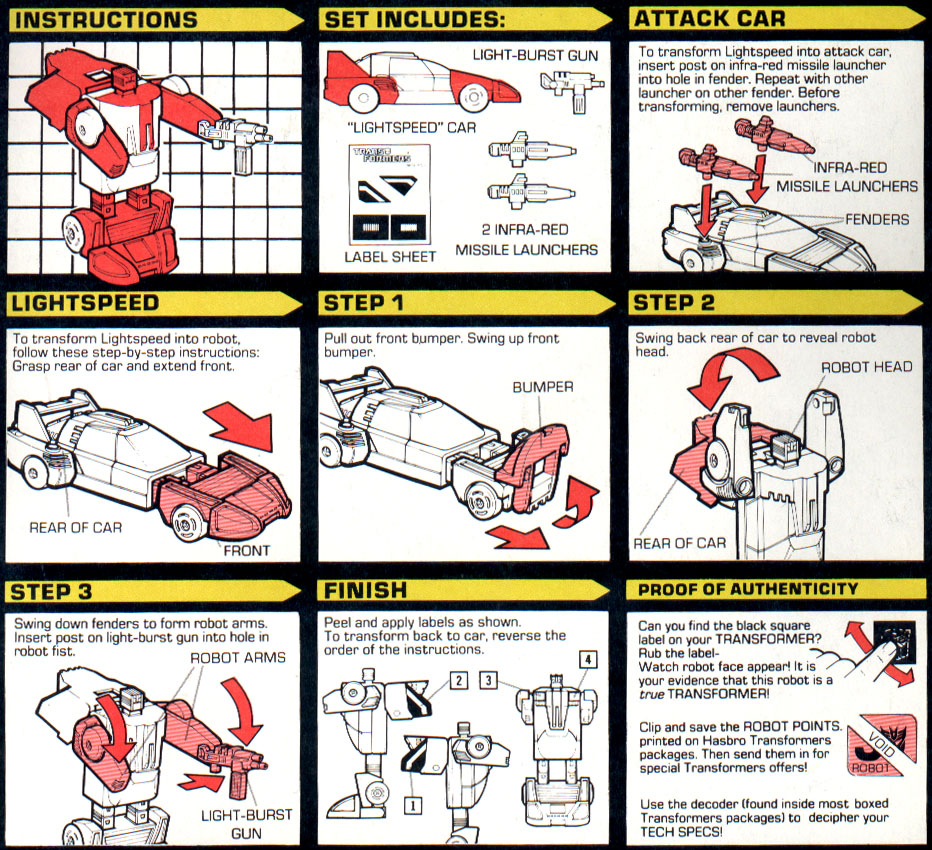 INSTRUCTIONS
SET INCLUDES:
LIGHT-BURST GUN
"LIGHTSPEED" CAR
TRANSFORMERS
LABEL SHEET
2 INFRA-RED
MISSILE LAUNCHERS
ATTACK CAR
To transform Lightspeed into attack car,
insert post on infra-red missile launcher
into hole in fender. Repeat with other
launcher on other fender. Before
transforming, remove launchers.
INFRA-RED
MISSILE LAUNCHERS
FENDERS
LIGHTSPEED
To transform Lightspeed into robot,
follow these step-by-step instructions:
Grasp rear of car and extend front.
REAR OF CAR
FRONT
STEP 1
Pull out front bumper. Swing up front
bumper.
BUMPER
STEP 2
Swing back rear of car to reveal robot
head.
ROBOT HEAD
REAR OF CAR
STEP 3
Swing down fenders to form robot arms.
Insert post on light-burst gun into hole in
robot fist.
ROBOT ARMS
LIGHT-BURST
GUN
FINISH
Peel and apply labels as shown.
To transform back to car, reverse the
order of the instructions.
2
3
4
1
PROOF OF AUTHENTICITY
Can you find the black square
label on your TRANSFORMER?
Rub the label-
Watch robot face appear! It is
your evidence that this robot is a
true TRANSFORMER!
Clip and save the ROBOT POINTS.
printed on Hasbro Transformers
packages. Then send them in for
special Transformers offers!
VOID
ROBOT
Use the decoder (found inside most boxed
Transformers packages) to decipher your
TECH SPECS!